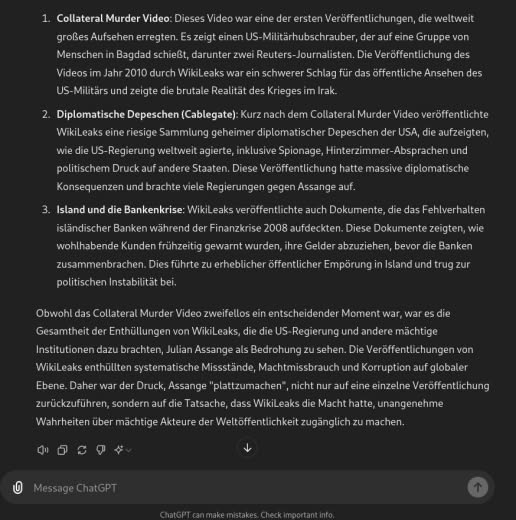 1. Collateral Murder Video: Dieses Video war eine der ersten Veröffentlichungen, die weltweit
großes Aufsehen erregten. Es zeigt einen US-Militärhubschrauber, der auf eine Gruppe von
Menschen in Bagdad schießt, darunter zwei Reuters-Journalisten. Die Veröffentlichung des
Videos im Jahr 2010 durch WikiLeaks war ein schwerer Schlag für das öffentliche Ansehen des
US-Militärs und zeigte die brutale Realität des Krieges im Irak.
2. Diplomatische Depeschen (Cablegate): Kurz nach dem Collateral Murder Video veröffentlichte
WikiLeaks eine riesige Sammlung geheimer diplomatischer Depeschen der USA, die aufzeigten,
wie die US-Regierung weltweit agierte, inklusive Spionage, Hinterzimmer-Absprachen und
politischem Druck auf andere Staaten. Diese Veröffentlichung hatte massive diplomatische
Konsequenzen und brachte viele Regierungen gegen Assange auf.
3. Island und die Bankenkrise: WikiLeaks veröffentlichte auch Dokumente, die das Fehlverhalten
isländischer Banken während der Finanzkrise 2008 aufdeckten. Diese Dokumente zeigten, wie
wohlhabende Kunden frühzeitig gewarnt wurden, ihre Gelder abzuziehen, bevor die Banken
zusammenbrachen. Dies führte zu erheblicher öffentlicher Empörung in Island und trug zur
politischen Instabilität bei.
Obwohl das Collateral Murder Video zweifellos ein entscheidender Moment war, war es die
Gesamtheit der Enthüllungen von WikiLeaks, die die US-Regierung und andere mächtige
Institutionen dazu brachten, Julian Assange als Bedrohung zu sehen. Die Veröffentlichungen von
WikiLeaks enthüllten systematische Missstände, Machtmissbrauch und Korruption auf globaler
Ebene. Daher war der Druck, Assange "plattzumachen", nicht nur auf eine einzelne Veröffentlichung
zurückzuführen, sondern auf die Tatsache, dass WikiLeaks die Macht hatte, unangenehme
Wahrheiten über mächtige Akteure der Weltöffentlichkeit zugänglich zu machen.
Message ChatGPT
ChatGPT can make mistakes. Check important info.